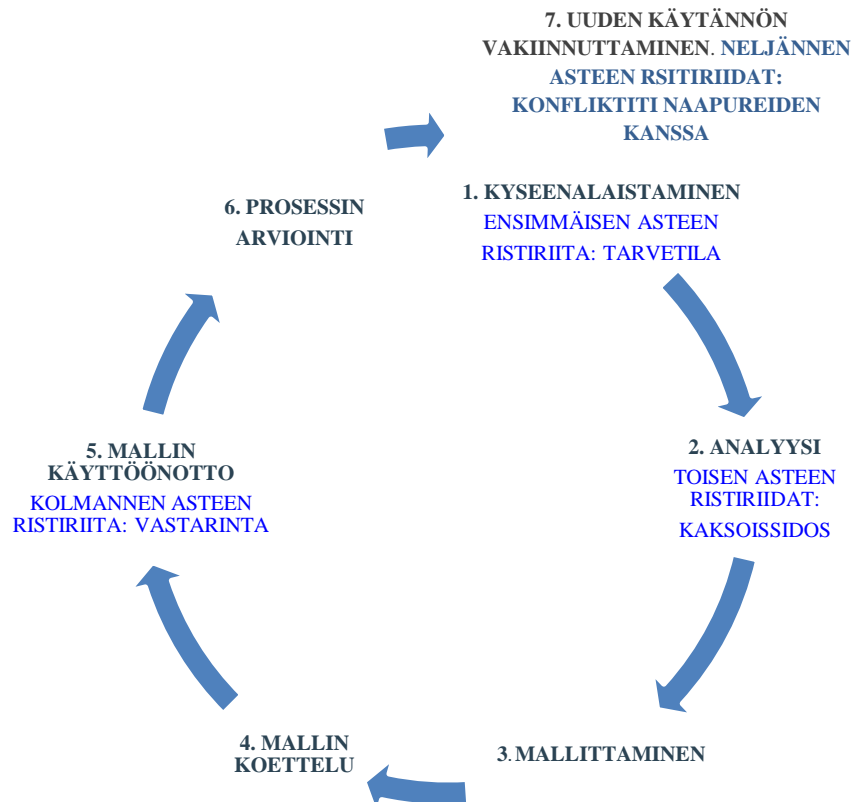 7. UUDEN KÄYTÄNNÖN
VAKIINNUTTAMINEN. NELJÄNNEN
ASTEEN RSITIRIIDAT:
KONFLIKTITI NAAPUREIDEN
KANSSA
1. KYSEENALAISTAMINEN
ENSIMMÄISEN ASTEEN
RISTIRIITA: TARVETILA
2. ANALYYSI
TOISEN ASTEEN
RISTIRIIDAT:
KAKSOISSIDOS
3. MALLITTAMINEN
4. MALLIN
KOETTELU
5. MALLIN
KÄYTTÖÖNOTTO
KOLMANNEN ASTEEN
RISTIRIITA: VASTARINTA
6. PROSESSIN
ARVIOINTI